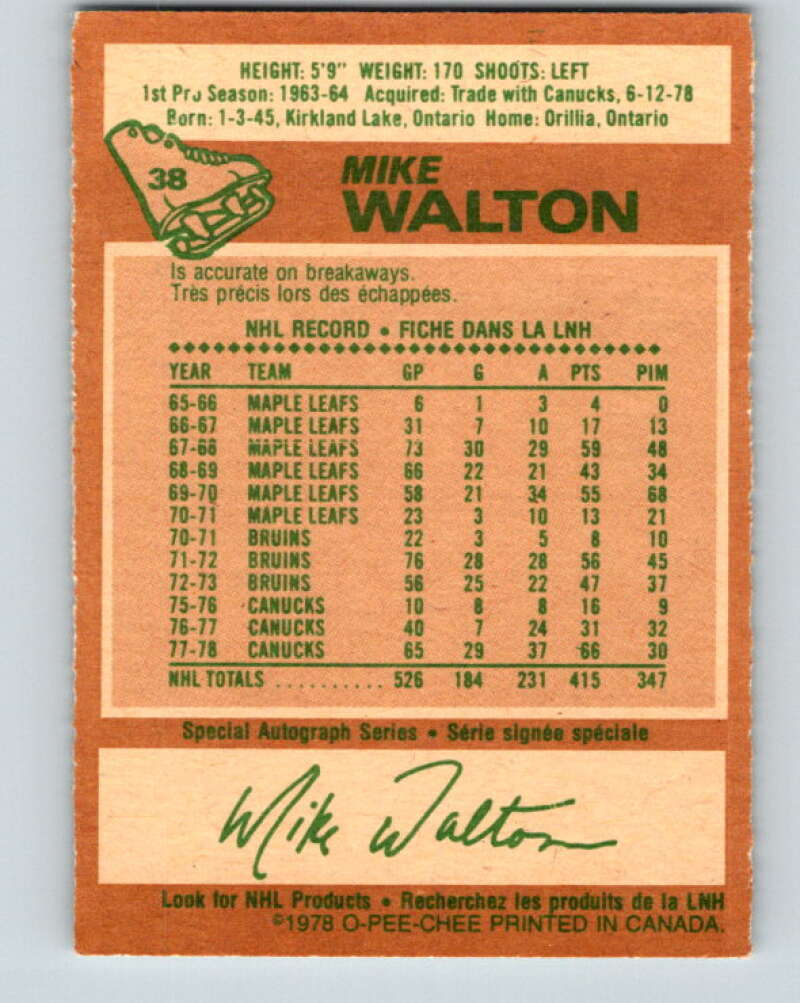 HEIGHT: 5'9" WEIGHT: 170 SHOOTS: LEFT
1st Pro Season: 1963-64 Acquired: Trade with Canucks, 6-12-78
Born: 1-3-45, Kirkland Lake, Ontario Home: Orillia, Ontario
38
MIKE
WALTON
Is accurate on breakaways.
Très précis lors des échappées.
NHL RECORD • FICHE DANS LA LNH
YEAR TEAM GP G A PTS PIM
65-66 MAPLE LEAFS 6 1 3 4 0
66-67 MAPLE LEAFS 31 7 10 17 13
67-68 MAPLE LEAFS 73 30 29 59 48
68-69 MAPLE LEAFS 66 22 21 43 34
69-70 MAPLE LEAFS 58 21 34 55 68
70-71 MAPLE LEAFS 23 3 10 13 21
70-71 BRUINS 22 3 5 8 10
71-72 BRUINS 76 28 28 56 45
72-73 BRUINS 56 25 22 47 37
75-76 CANUCKS 10 8 8 16 9
76-77 CANUCKS 40 7 24 31 32
77-78 CANUCKS 65 29 37 66 30
NHL TOTALS .......... 526 184 231 415 347
Special Autograph Series • Série signée spéciale
Mike Walton
Look for NHL Products • Recherchez les produits de la LNH
©1978 O-PEE-CHEE PRINTED IN CANADA.